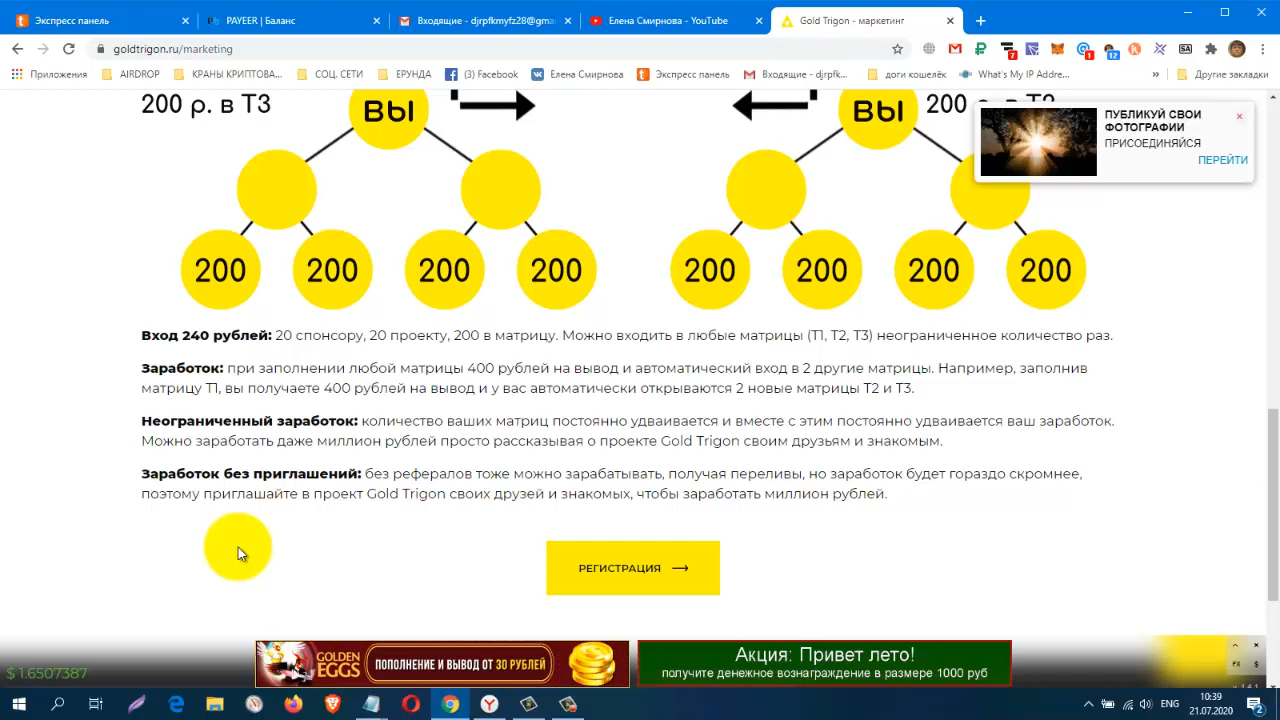 Экспресс панель
PAYEER | Баланс
Входящие - djrpfkmyfz28@gma
Елена Смирнова - YouTube
Gold Trigon - маркетинг
goldtrigon.ru/marketing
7
1
12
SA
Приложения
AIRDROP
КРАНЫ КРИПТОВА...
СОЦ. СЕТИ
ЕРУНДА
(3) Facebook
Елена Смирнова
Экспресс панель
Входящие - djrpfk...
доги кошелёк
What's My IP Addre...
»
Другие закладки
200 р. в Т3
ВЫ
ВЫ
200 р. в Т2
ПУБЛИКУЙ СВОИ
ФОТОГРАФИИ
ПРИСОЕДИНЯЙСЯ
ПЕРЕЙТИ
200 200 200 200 200 200 200 200
Вход 240 рублей: 20 спонсору, 20 проекту, 200 в матрицу. Можно входить в любые матрицы (Т1, Т2, Т3) неограниченное количество раз.
Заработок: при заполнении любой матрицы 400 рублей на вывод и автоматический вход в 2 другие матрицы. Например, заполнив
матрицу Т1, вы получаете 400 рублей на вывод и у вас автоматически открываются 2 новые матрицы Т2 и Т3.
Неограниченный заработок: количество ваших матриц постоянно удваивается и вместе с этим постоянно удваивается ваш заработок.
Можно заработать даже миллион рублей просто рассказывая о проекте Gold Trigon своим друзьям и знакомым.
Заработок без приглашений: без рефералов тоже можно зарабатывать, получая переливы, но заработок будет гораздо скромнее,
поэтому приглашайте в проект Gold Trigon своих друзей и знакомых, чтобы заработать миллион рублей.
РЕГИСТРАЦИЯ
GOLDEN
EGGS
ПОПОЛНЕНИЕ И ВЫВОД ОТ 30 РУБЛЕЙ
Акция: Привет лето!
получите денежное вознаграждение в размере 1000 руб
$ 1.6507387
ENG
10:39
21.07.2020
2